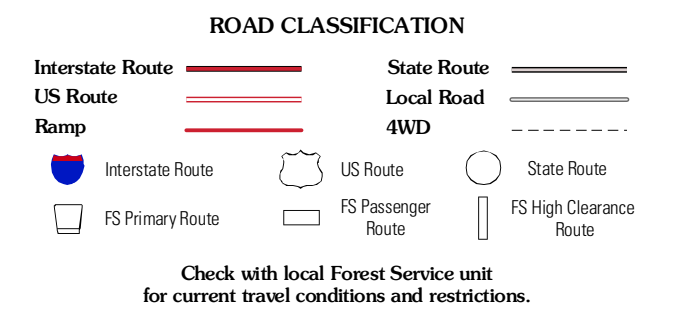 ROAD CLASSIFICATION
Interstate Route
State Route
US Route
Local Road
Ramp
4WD
Interstate Route
US Route
State Route
FS Primary Route
FS Passenger
Route
FS High Clearance
Route
Check with local Forest Service unit
for current travel conditions and restrictions.